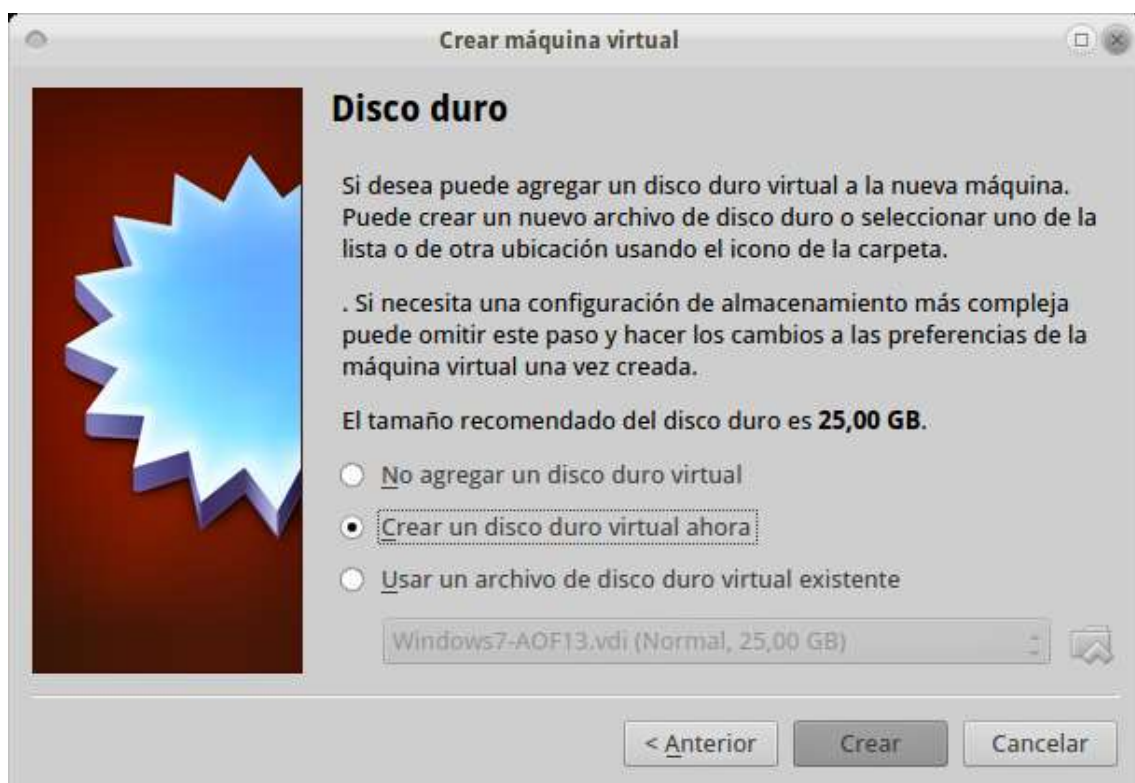 Crear máquina virtual
Disco duro
Si desea puede agregar un disco duro virtual a la nueva máquina.
Puede crear un nuevo archivo de disco duro o seleccionar uno de la
lista o de otra ubicación usando el icono de la carpeta.
. Si necesita una configuración de almacenamiento más compleja
puede omitir este paso y hacer los cambios a las preferencias de la
máquina virtual una vez creada.
El tamaño recomendado del disco duro es 25,00 GB.
No agregar un disco duro virtual
Crear un disco duro virtual ahora
Usar un archivo de disco duro virtual existente
Windows7-AOF13.vdi (Normal, 25,00 GB)
< Anterior
Crear
Cancelar